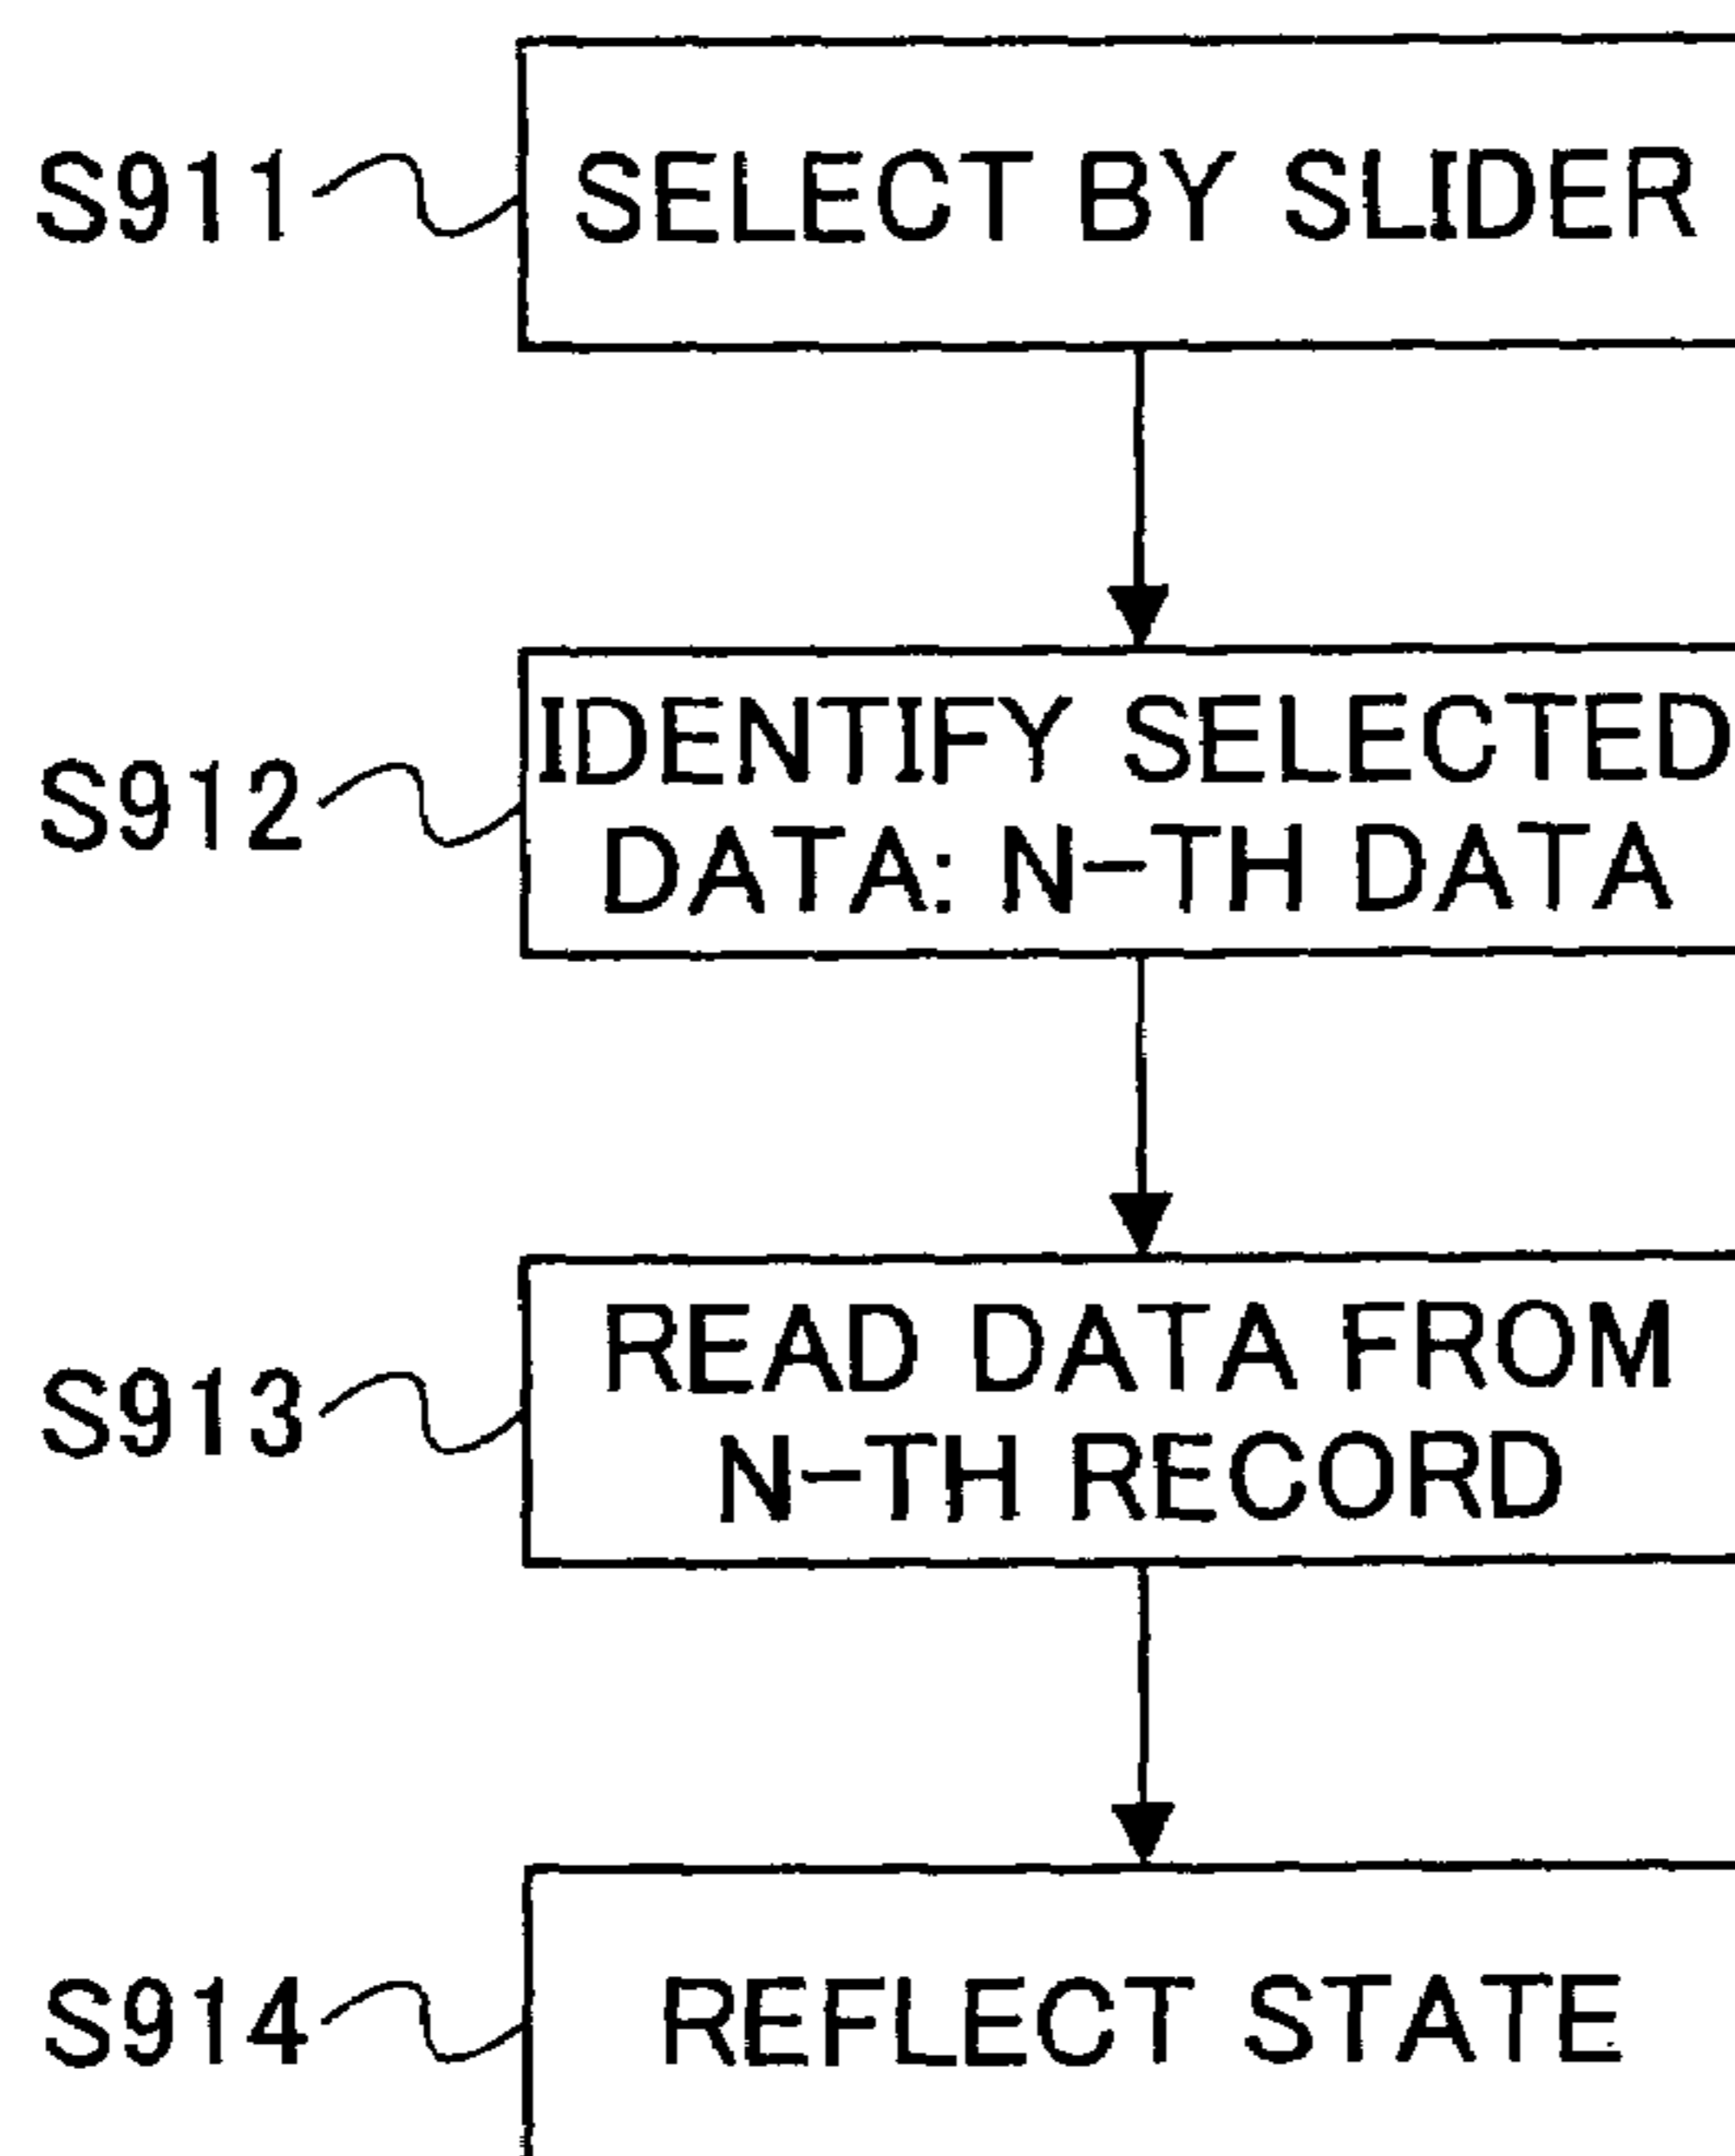 S911 SELECT BY SLIDER
S912 IDENTIFY SELECTED
DATA: N-TH DATA
S913 READ DATA FROM
N-TH RECORD
S914 REFLECT STATE